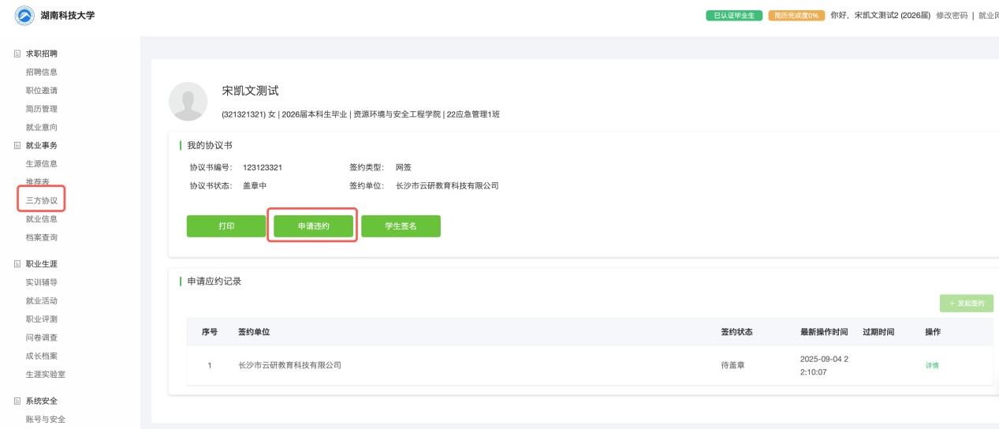 湖南科技大学
已认证毕业生 简历完成度0% 你好，宋凯文测试2 (2026届) 修改密码 | 就业网
求职招聘
招聘信息
职位邀请
简历管理
就业意向
就业事务
生源信息
推荐表
三方协议
就业信息
档案查询
职业生涯
实训辅导
就业活动
职业评测
问卷调查
成长档案
生涯实验室
系统安全
账号与安全
宋凯文测试
(321321321) 女 | 2026届本科生毕业 | 资源环境与安全工程学院 | 22应急管理1班
我的协议书
协议书编号： 123123321 签约类型： 网签
协议书状态： 盖章中 签约单位： 长沙市云研教育科技有限公司
打印 申请违约 学生签名
申请应约记录
+ 发起签约
序号 签约单位 签约状态 最新操作时间 过期时间 操作
1 长沙市云研教育科技有限公司 待盖章 2025-09-04 2
2:10:07 详情